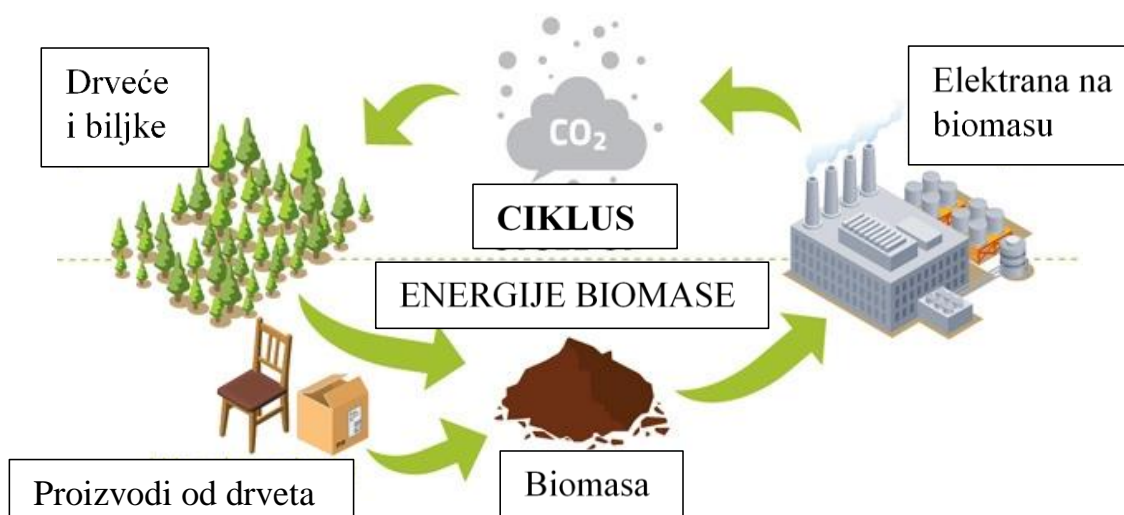 Drveće
i biljke
CO₂
Elektrana na
biomasu
CIKLUS
ENERGIJE BIOMASE
Proizvodi od drveta
Biomasa